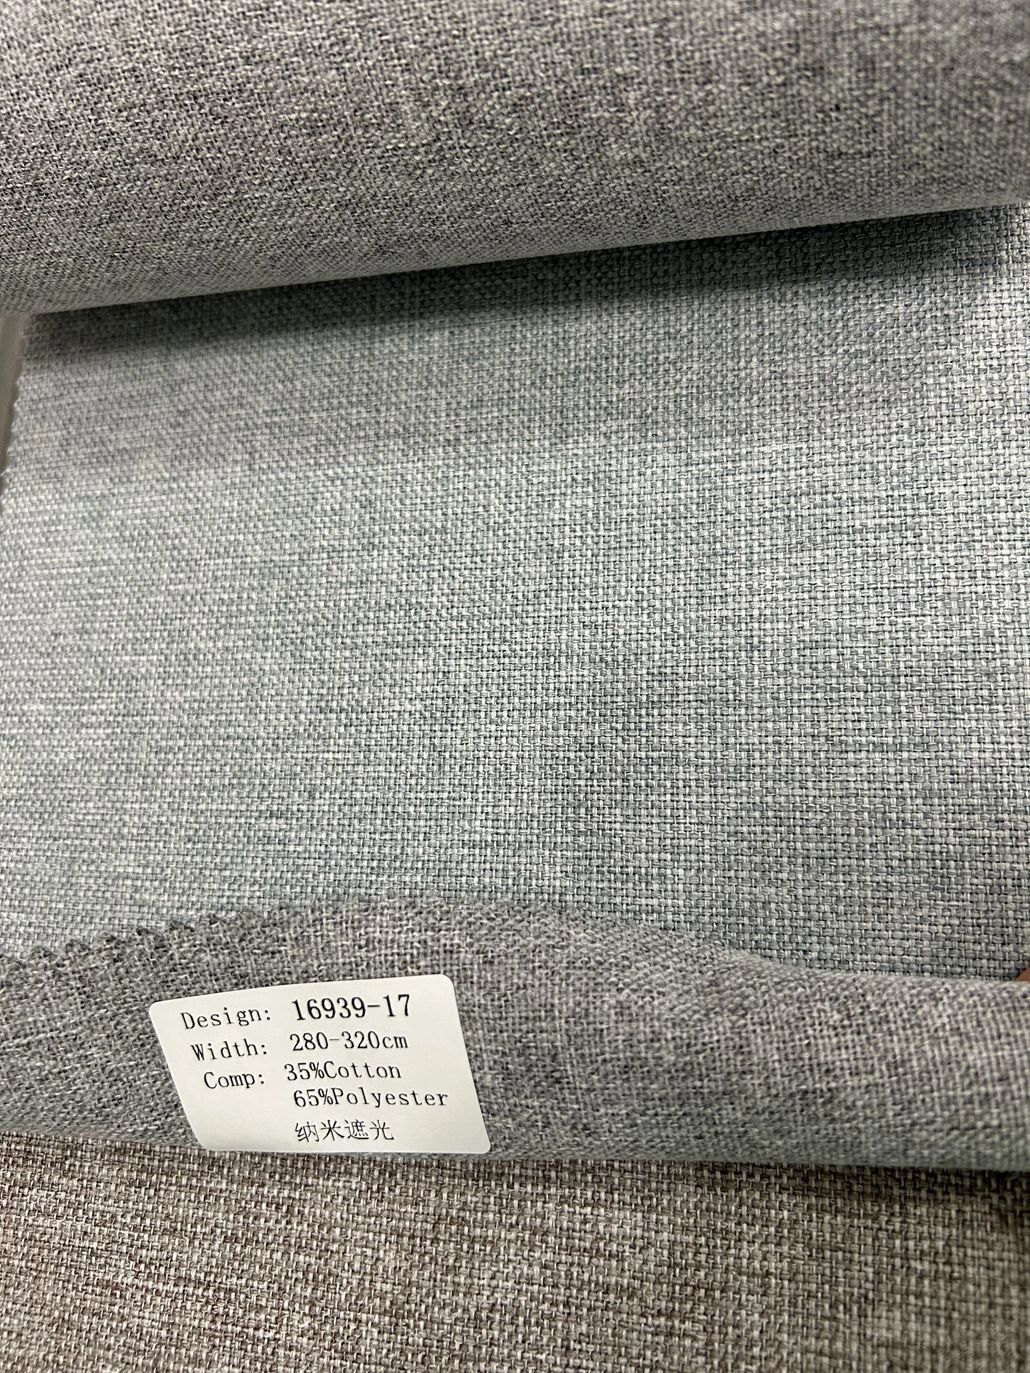 Design: 16939-17
Width: 280-320cm
Comp: 35%Cotton
65%Polyester
纳米遮光